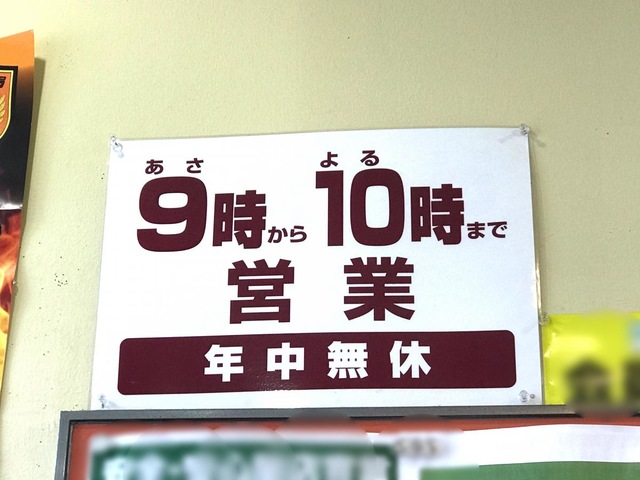 あさ よる
9時から10時まで
営業
年中無休